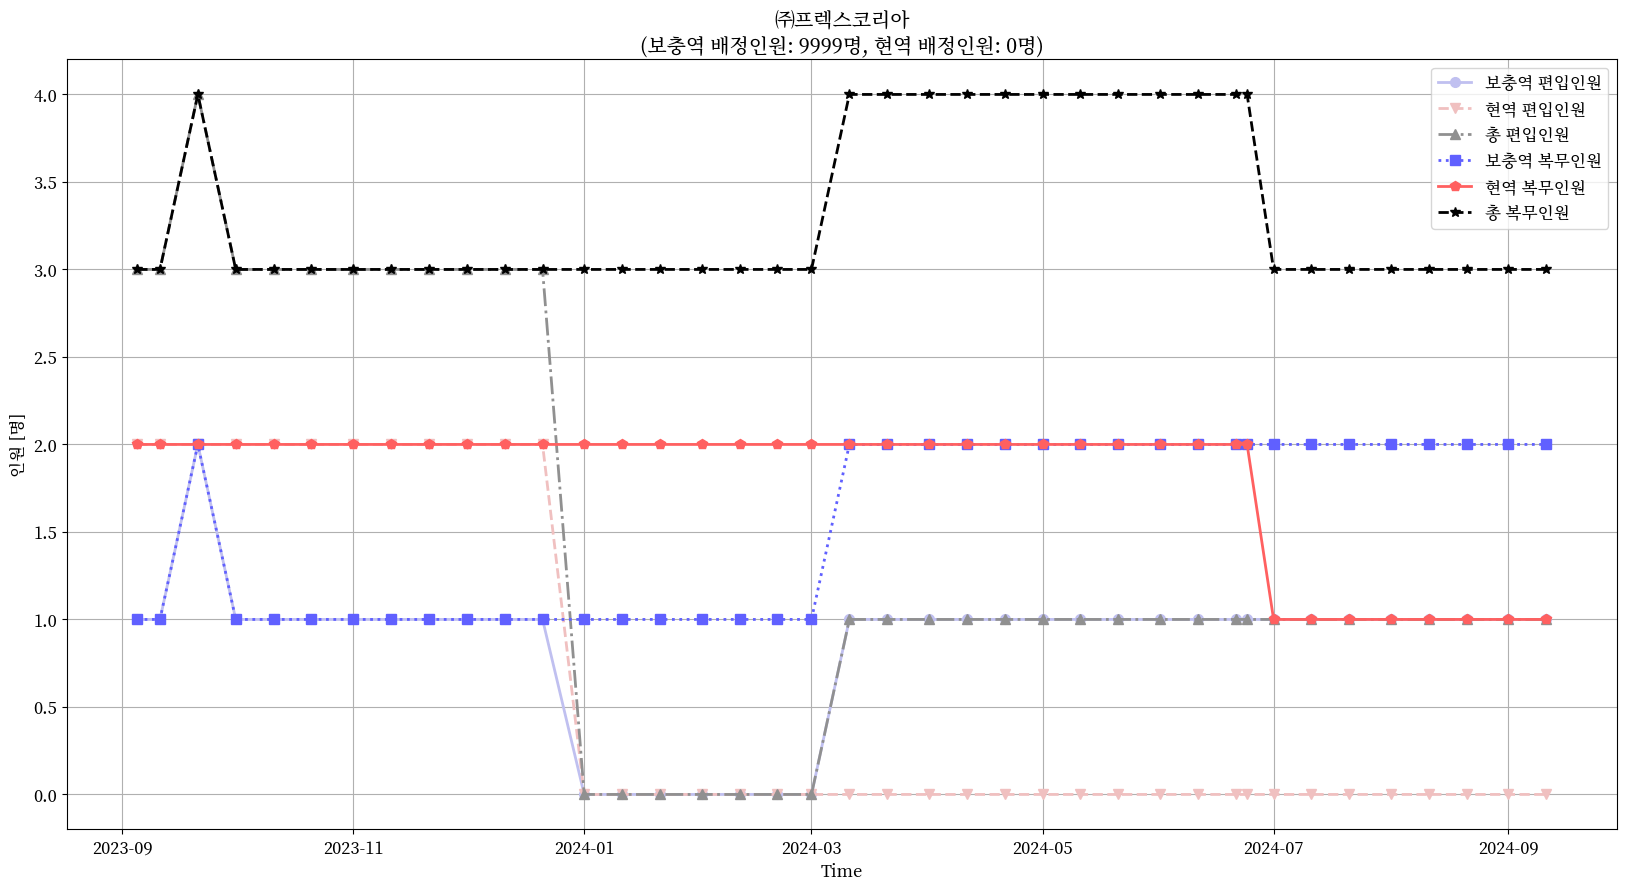 ㈜프렉스코리아
(보충역 배정인원: 9999명, 현역 배정인원: 0명)
보충역 편입인원
현역 편입인원
총 편입인원
보충역 복무인원
현역 복무인원
총 복무인원
4.0
3.5
3.0
2.5
2.0
1.5
1.0
0.5
0.0
인원 [명]
2023-09
2023-11
2024-01
2024-03
2024-05
2024-07
2024-09
Time